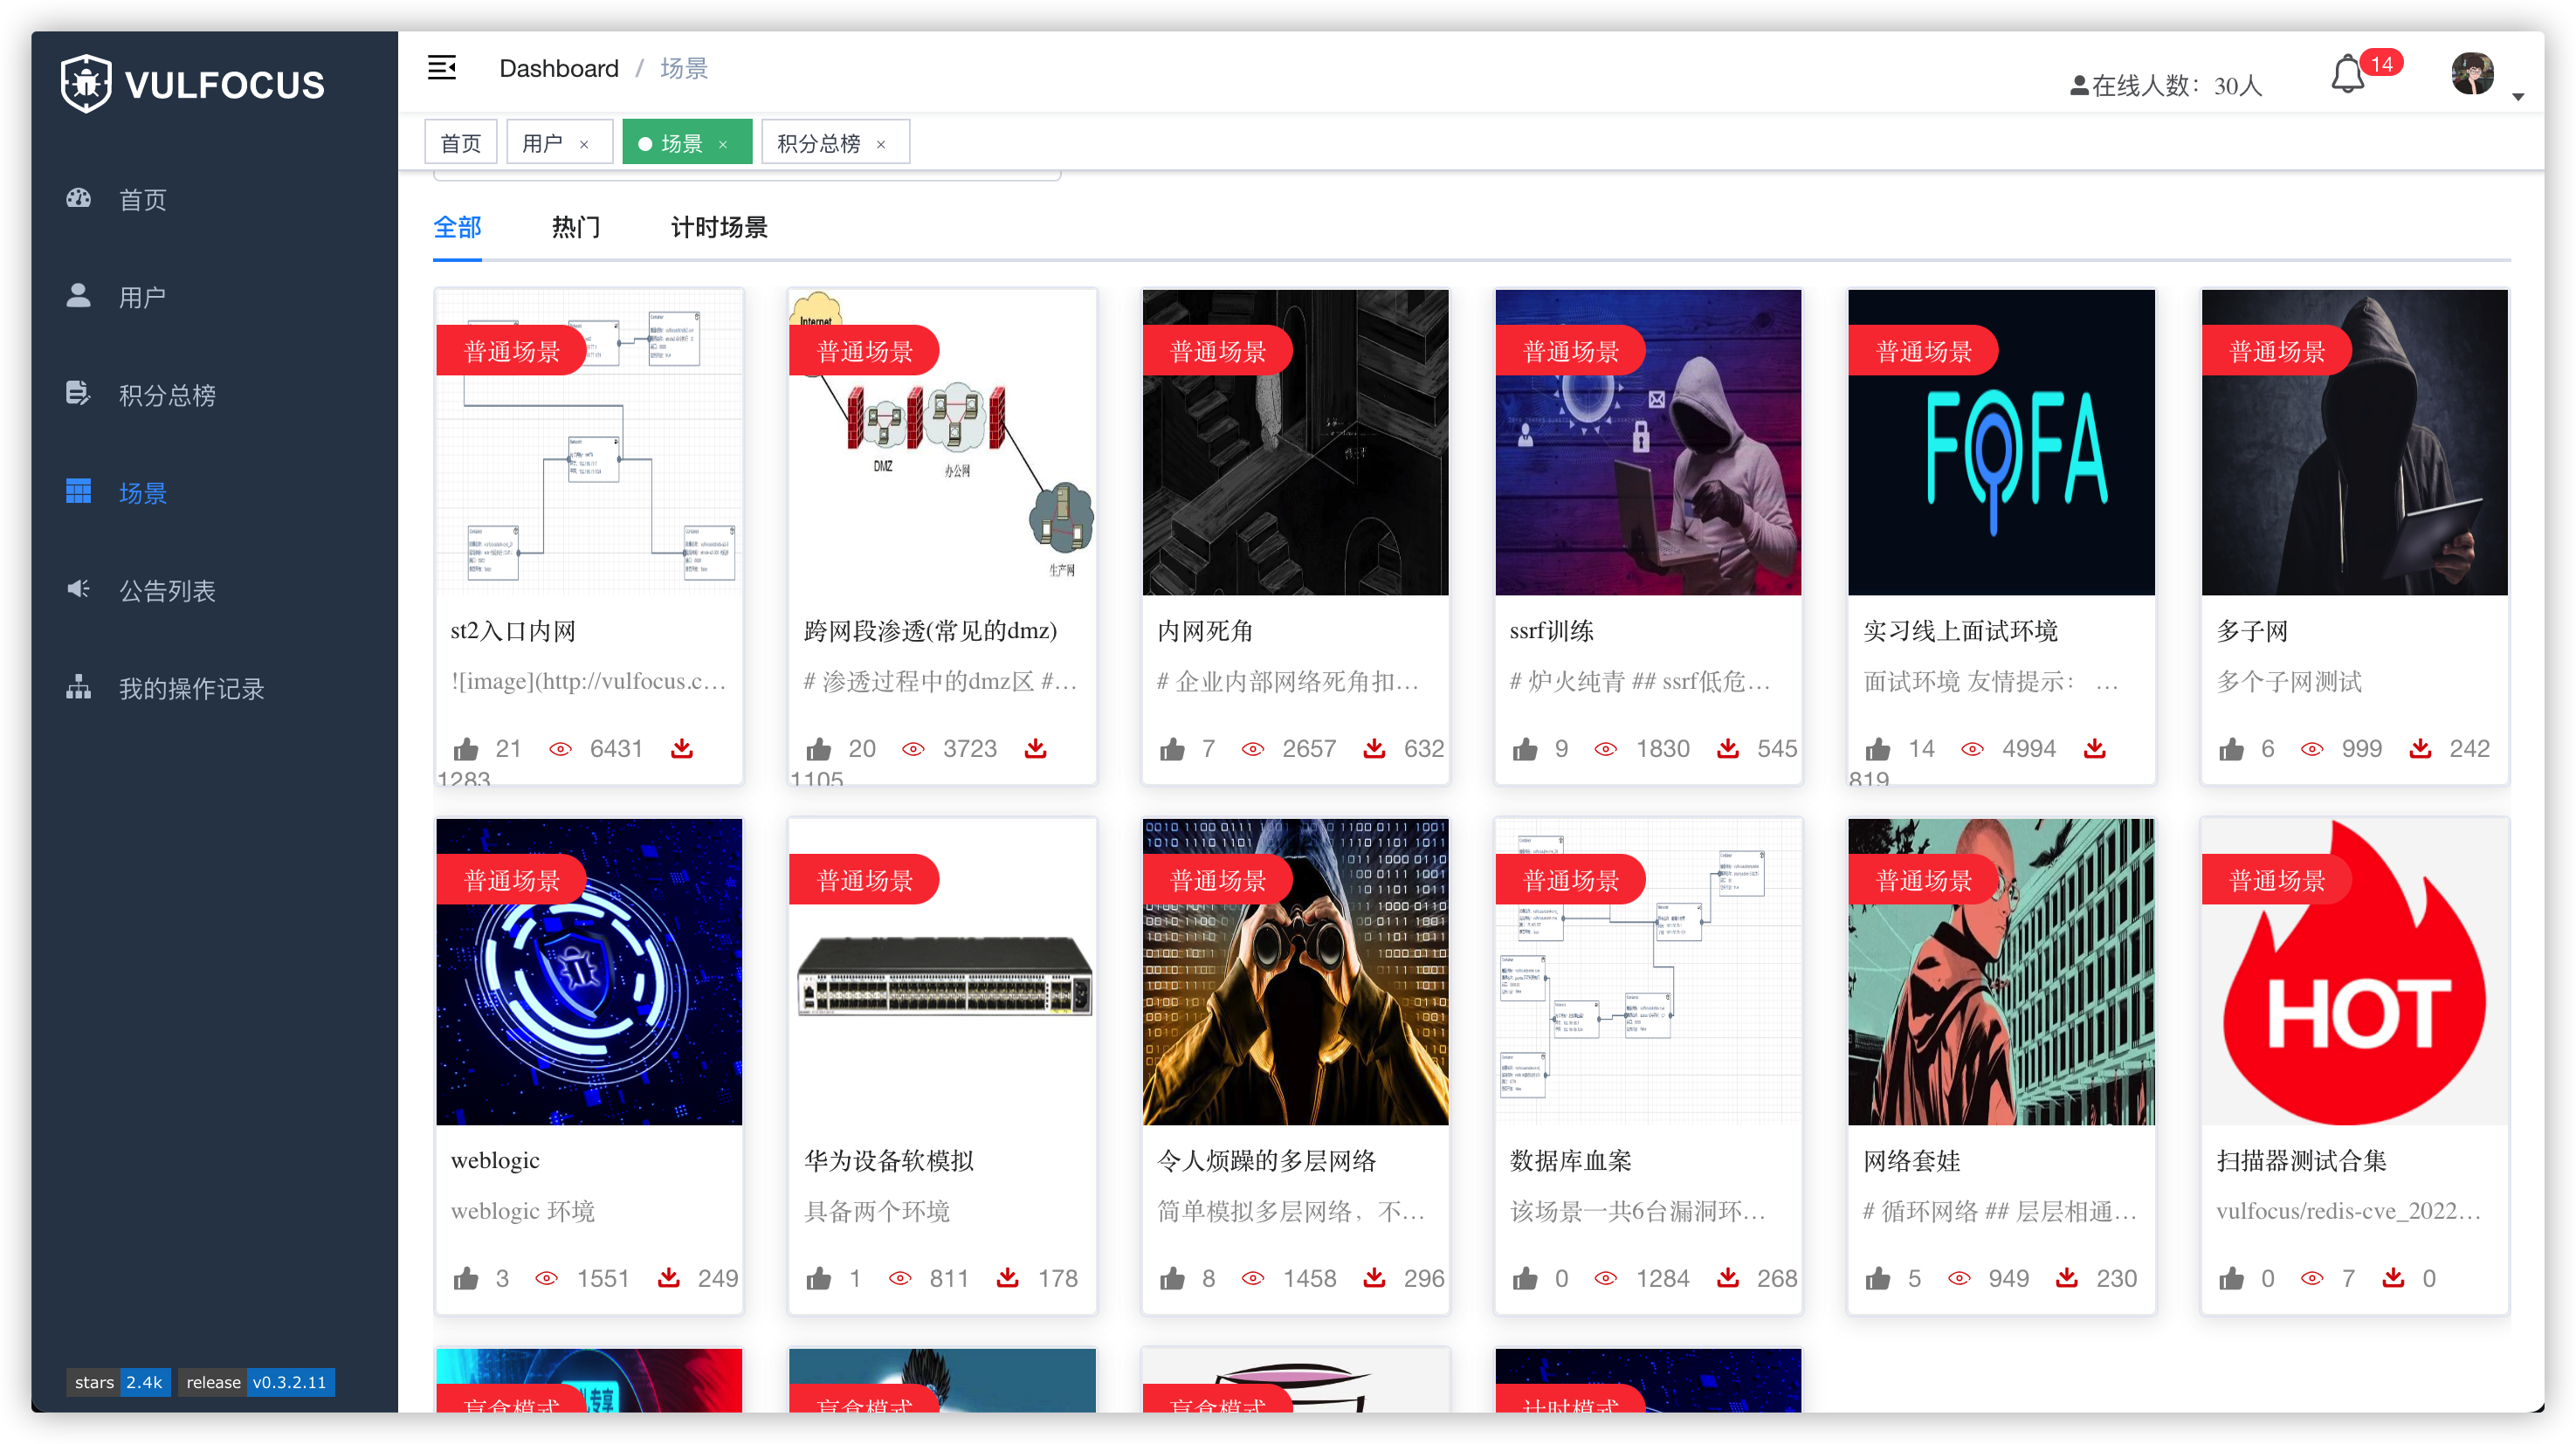 VULFOCUS
Dashboard / 场景
在线人数：30人
14
首页
用户 ×
场景 ×
积分总榜 ×
首页
用户
积分总榜
场景
公告列表
我的操作记录
全部
热门
计时场景
普通场景
st2入口内网
![image](http://vulfocus.c...
21 6431
1283
Internet
普通场景
DMZ
办公网
生产网
跨网段渗透(常见的dmz)
# 渗透过程中的dmz区 #...
20 3723
1105
普通场景
内网死角
# 企业内部网络死角扣...
7 2657 632
普通场景
ssrf训练
# 炉火纯青 ## ssrf低危...
9 1830 545
普通场景
FOFA
实习线上面试环境
面试环境 友情提示： ...
14 4994
819
普通场景
多子网
多个子网测试
6 999 242
普通场景
weblogic
weblogic 环境
3 1551 249
普通场景
华为设备软模拟
具备两个环境
1 811 178
普通场景
令人烦躁的多层网络
简单模拟多层网络，不...
8 1458 296
普通场景
数据库血案
该场景一共6台漏洞环...
0 1284 268
普通场景
网络套娃
# 循环网络 ## 层层相通...
5 949 230
普通场景
HOT
扫描器测试合集
vulfocus/redis-cve_2022...
0 7 0
专享
盲盒模式
盲盒模式
盲盒模式
计时模式
stars 2.4k release v0.3.2.11